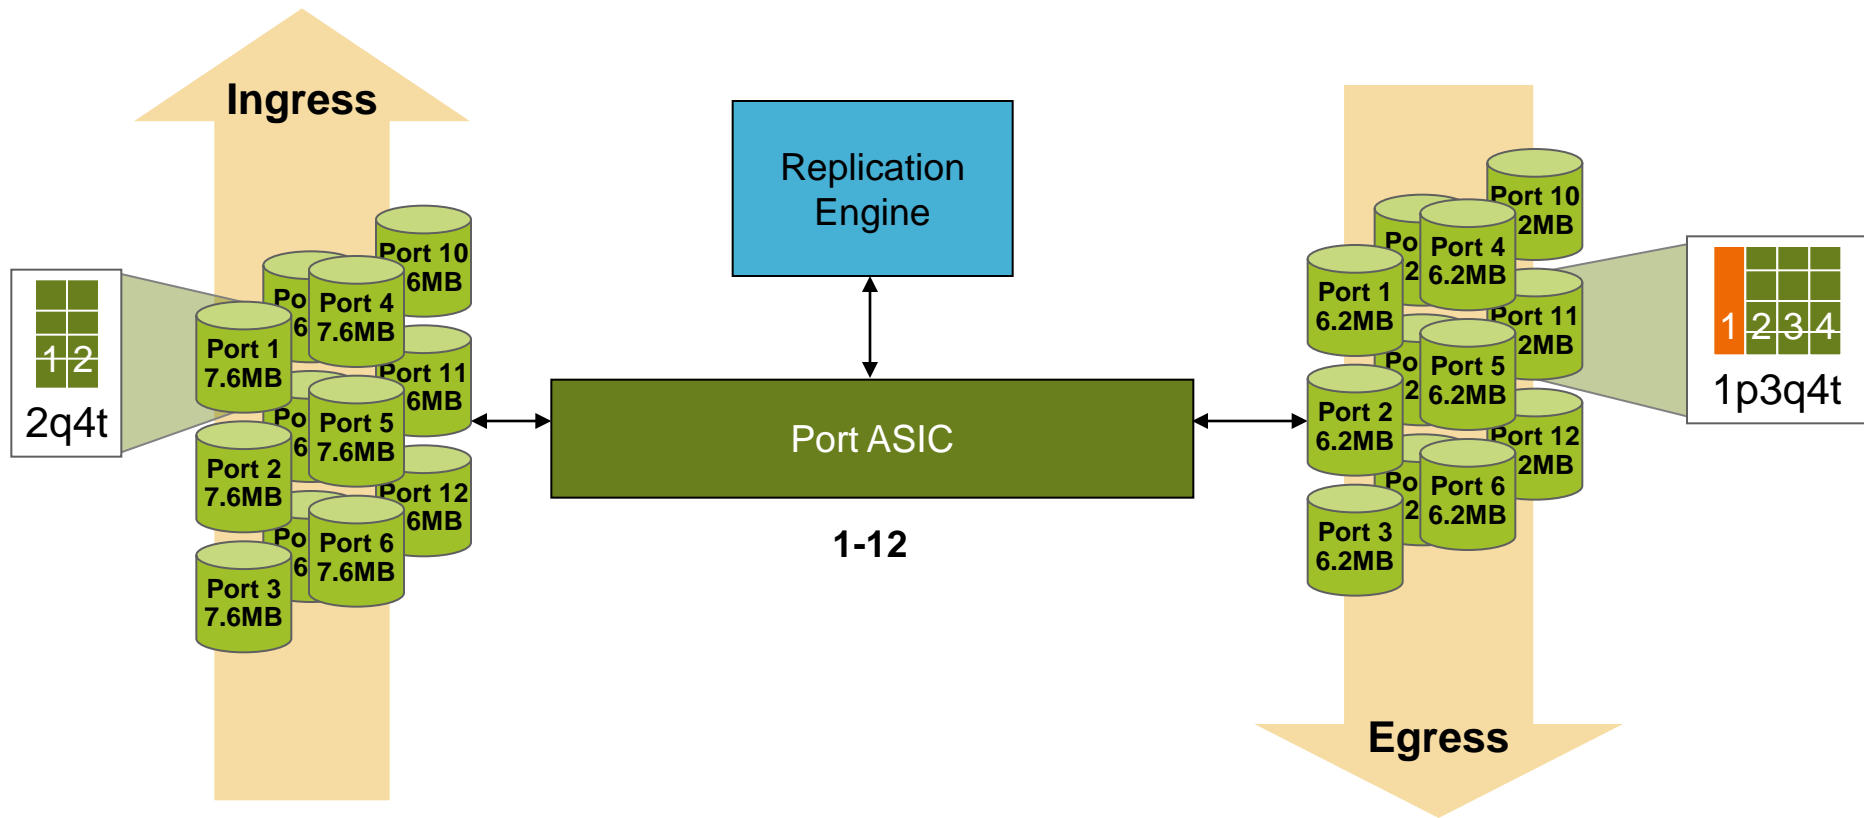 Ingress
Replication
Engine
Port 10
6MB
Po
6
Port 4
7.6MB
Port 1
7.6MB
Port 11
6MB
Po
6
Port 5
7.6MB
Port 2
7.6MB
Port 12
6MB
Po
6
Port 6
7.6MB
Port 3
7.6MB
1 2
2q4t
Port ASIC
1-12
Port 10
2MB
Po
2
Port 4
6.2MB
Port 1
6.2MB
Port 11
2MB
Po
2
Port 5
6.2MB
Port 2
6.2MB
Port 12
2MB
Po
2
Port 6
6.2MB
Port 3
6.2MB
1 2 3 4
1p3q4t
Egress